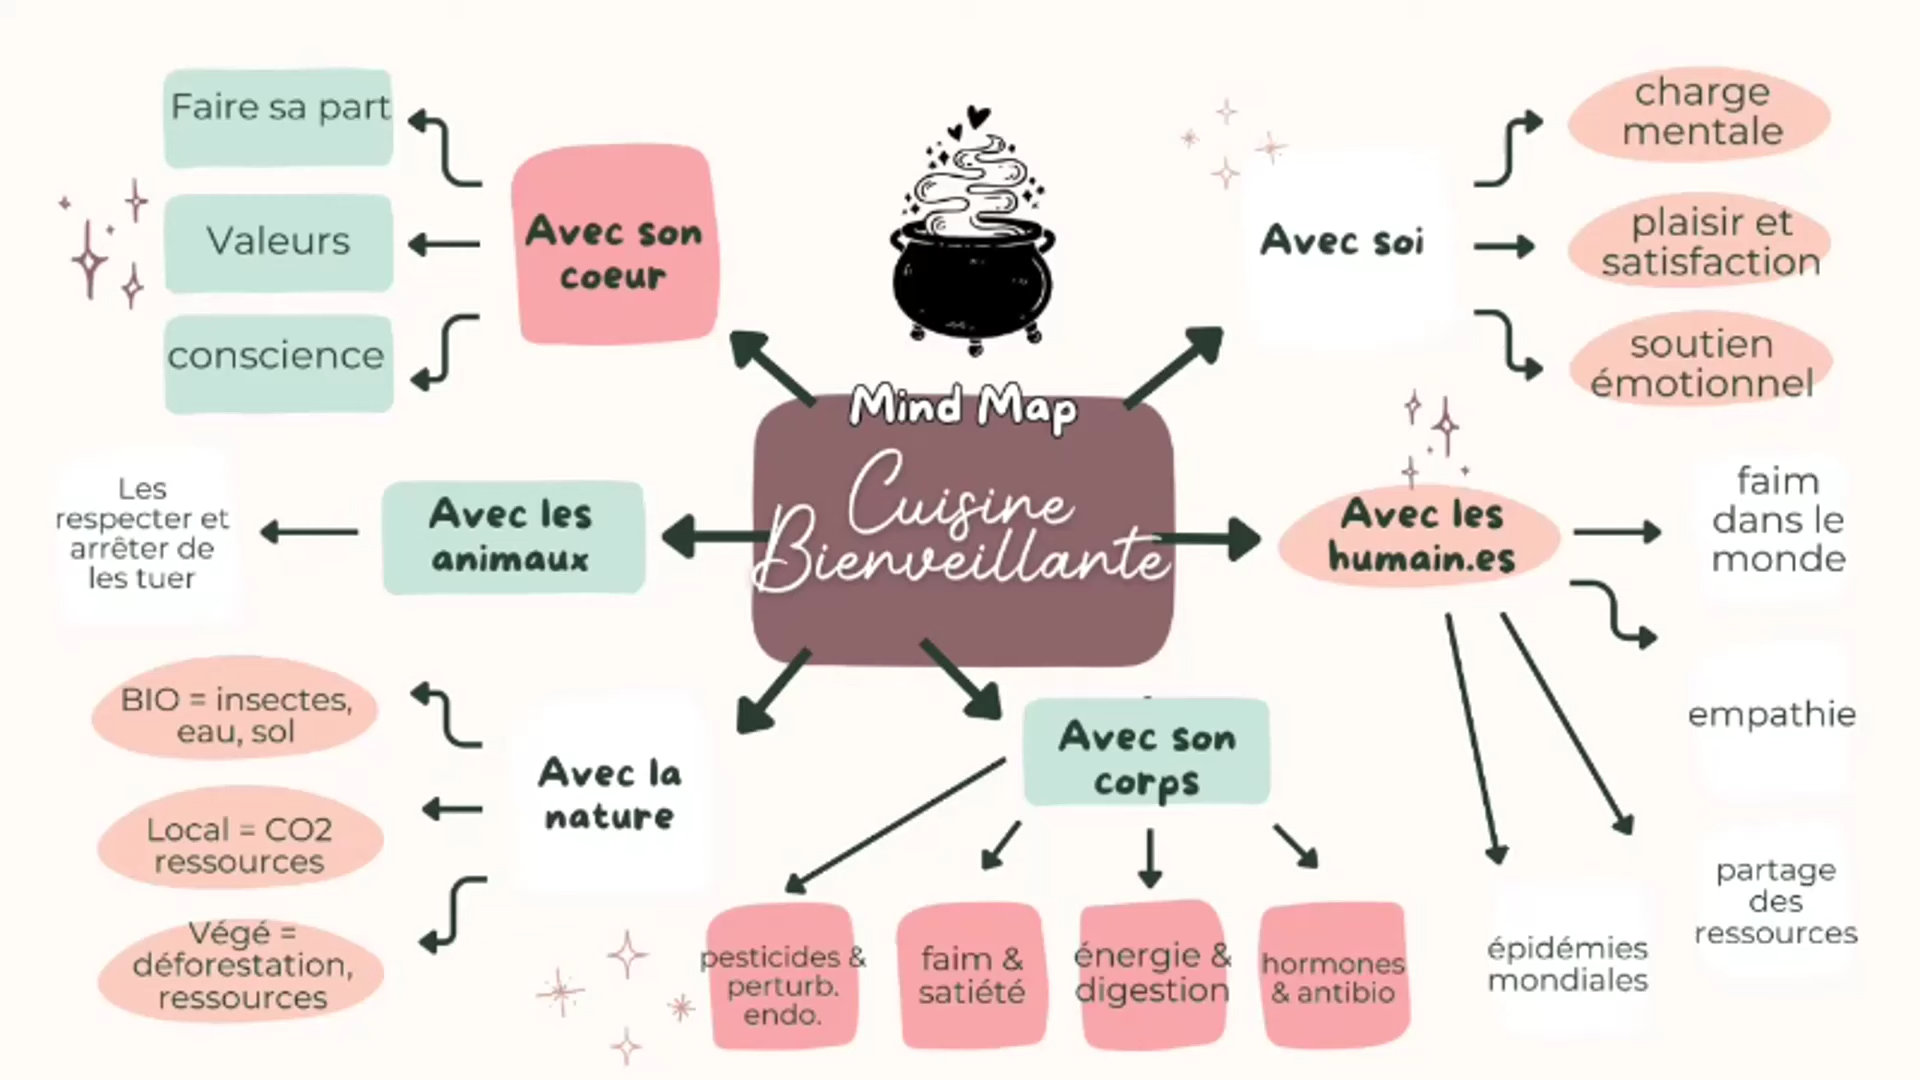 Mind Map
Cuisine
Bienveillante
Avec son
coeur
Faire sa part
Valeurs
conscience
Avec soi
charge
mentale
plaisir et
satisfaction
soutien
émotionnel
Avec les
animaux
Les
respecter et
arrêter de
les tuer
Avec les
humain.es
faim
dans le
monde
empathie
partage
des
ressources
épidémies
mondiales
Avec la
nature
BIO = insectes,
eau, sol
Local = CO2
ressources
Végé =
déforestation,
ressources
Avec son
corps
pesticides &
perturb.
endo.
faim &
satiété
énergie &
digestion
hormones
& antibio